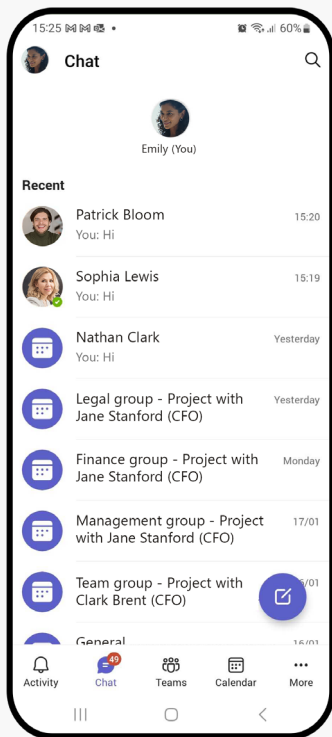 15:25 60%
Chat
Emily (You)
Recent
Patrick Bloom 15:20
You: Hi
Sophia Lewis 15:19
You: Hi
Nathan Clark Yesterday
You: Hi
Legal group - Project with Yesterday
Jane Stanford (CFO)
Finance group - Project with Monday
Jane Stanford (CFO)
Management group - Project 17/01
with Jane Stanford (CFO)
Team group - Project with
Clark Brent (CFO)
General 16/01
49
Activity Chat Teams Calendar More